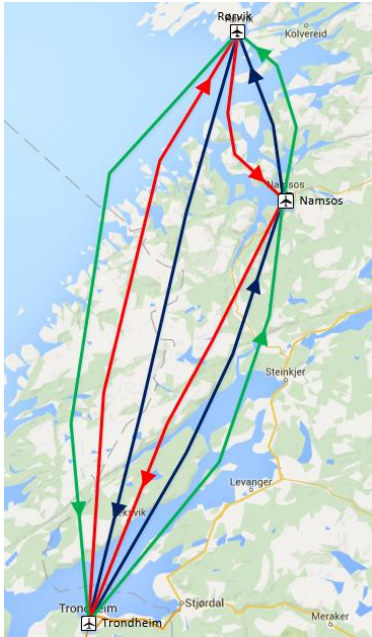 Rørvik
Kolvereid
Namsos
Namsos
Steinkjer
Levanger
Trondheim
Stjørdal
Trondheim
Meraker